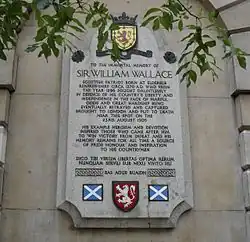 TO THE IMMORTAL MEMORY OF
SIR WILLIAM WALLACE
SCOTTISH PATRIOT BORN AT ELDERSLIE
RENFREWSHIRE CIRCA 1270 A.D. WHO FROM
THE YEAR 1296 FOUGHT DAUNTLESSLY
IN DEFENCE OF HIS COUNTRY'S LIBERTY AND
INDEPENDENCE IN THE FACE OF FEARFUL
ODDS AND GREAT HARDSHIP BEING
EVENTUALLY BETRAYED AND CAPTURED
BROUGHT TO LONDON AND PUT TO DEATH
NEAR THIS SPOT ON THE
23RD AUGUST 1305
HIS EXAMPLE HEROISM AND DEVOTION
INSPIRED THOSE WHO CAME AFTER HIM
TO WIN VICTORY FROM DEFEAT AND HIS
MEMORY REMAINS FOR ALL TIME A SOURCE
OF PRIDE HONOUR AND INSPIRATION
TO HIS COUNTRYMEN
DICO TIBI VERUM LIBERTAS OPTIMA RERUM
NUNQUAM SERVILI SUB NEXU VIVITO FILI
BAS AGUS BUAIDH